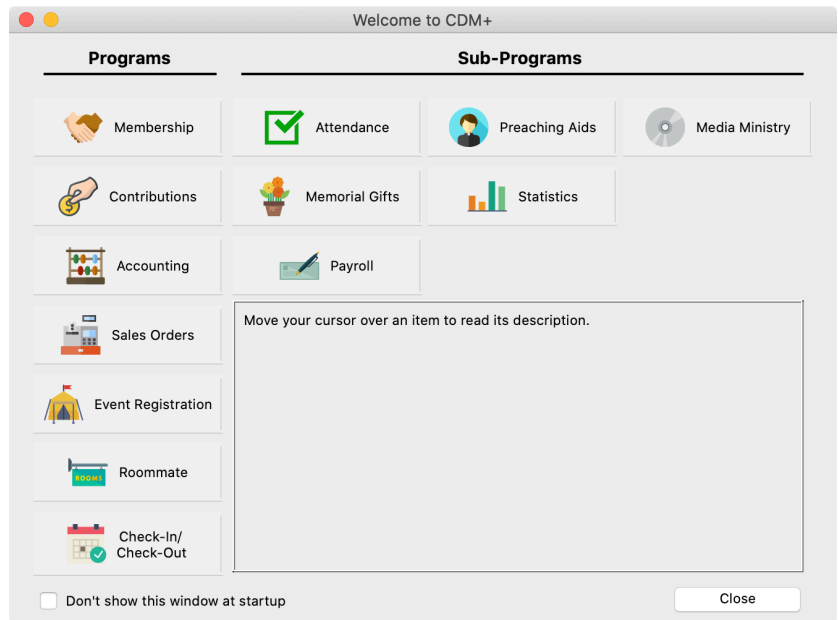 Welcome to CDM+
Programs
Sub-Programs
Membership
Attendance
Preaching Aids
Media Ministry
Contributions
Memorial Gifts
Statistics
Accounting
Payroll
Sales Orders
Move your cursor over an item to read its description.
Event Registration
ROOMS
Roommate
Check-In/
Check-Out
Don't show this window at startup
Close